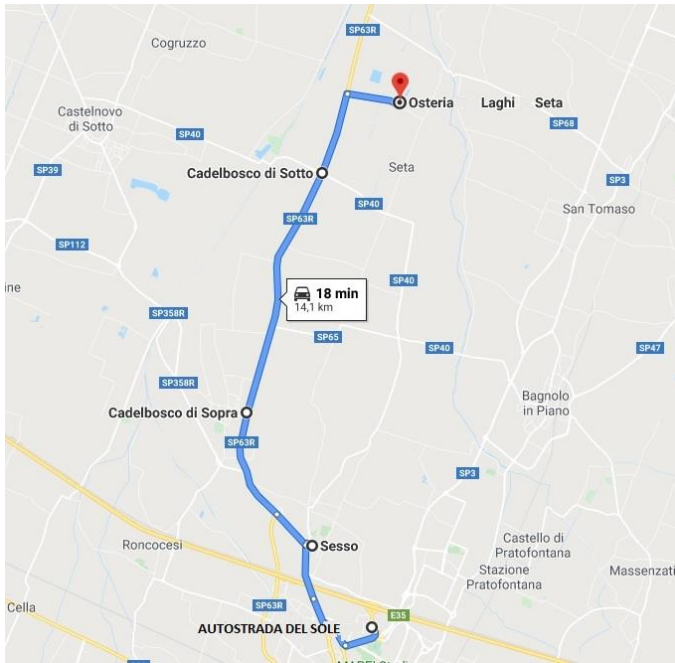 SP63R
Cogruzzo
Osteria Laghi Seta
Castelnovo
di Sotto
SP68
SP40
Seta
SP39
Cadelbosco di Sotto
SP3
SP40
San Tomaso
SP63R
SP112
SP40
ine
18 min
14,1 km
SP358R
SP65
SP40
SP47
SP358R
Bagnolo
in Piano
Cadelbosco di Sopra
SP63R
SP3
Roncocesi
Sesso
Castello di
Pratofontana
Stazione
Pratofontana
Massenzati
Cella
SP63R
E35
AUTOSTRADA DEL SOLE